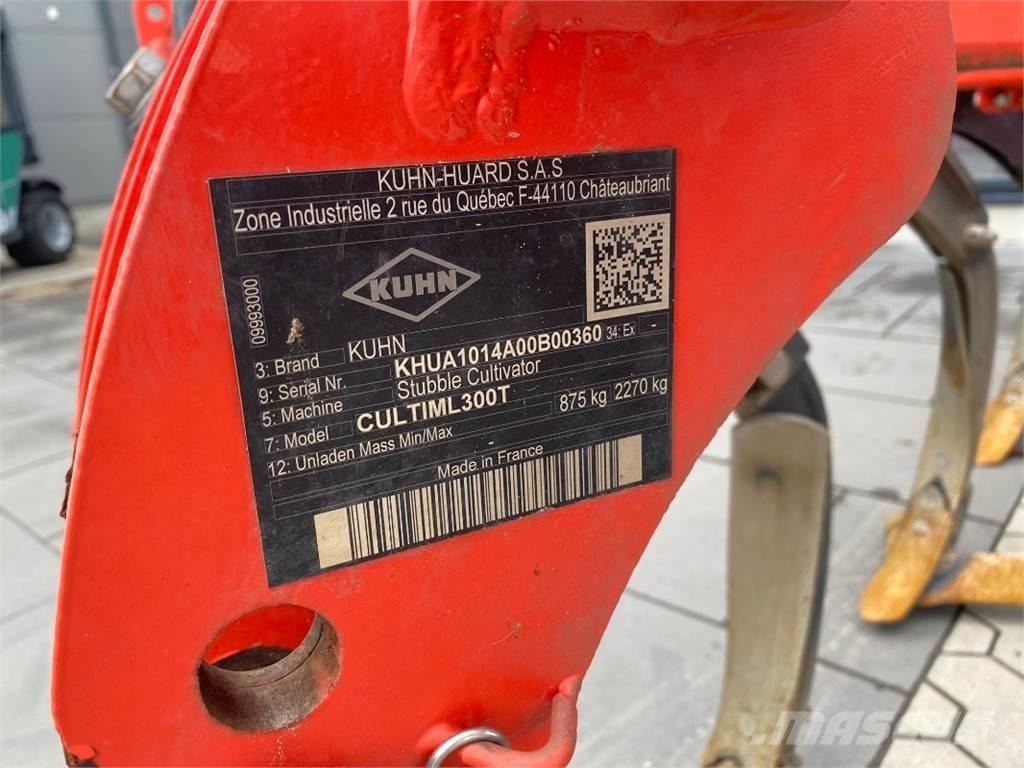 KUHN-HUARD S.A.S
Zone Industrielle 2 rue du Québec F-44110 Châteaubriant
KUHN
09993000
3: Brand KUHN
9: Serial Nr. KHUA1014A00B00360 34: Ex -
5: Machine Stubble Cultivator
7: Model CULTIML300T
12: Unladen Mass Min/Max 875 kg 2270 kg
Made in France
MASCUS